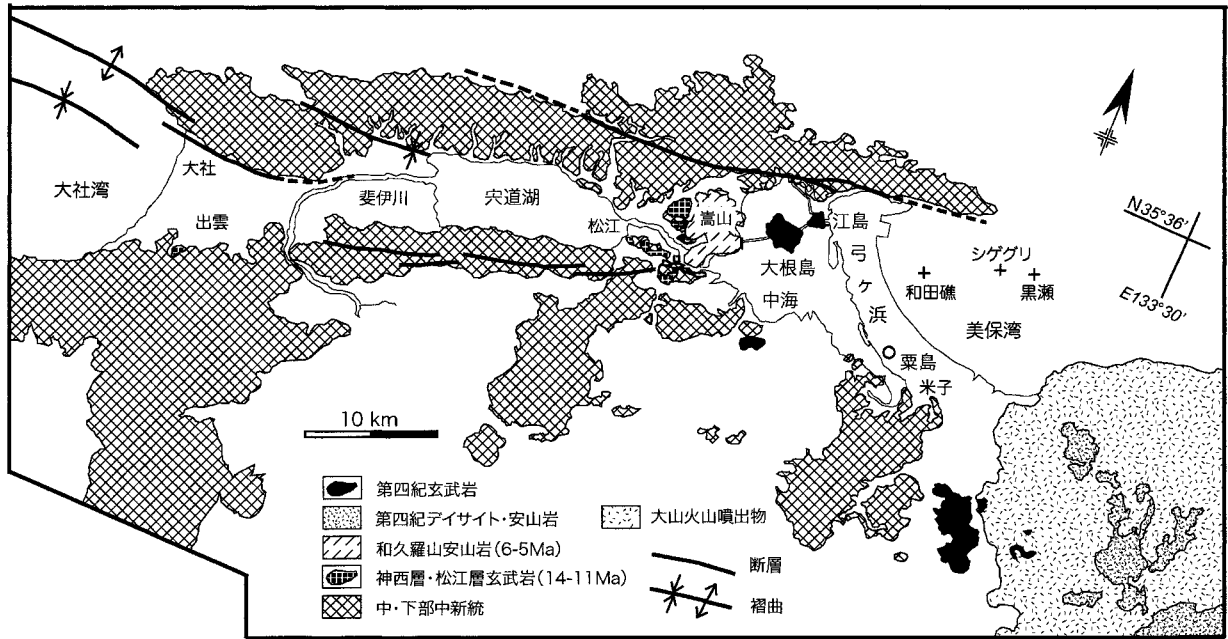 大社湾
大社
出雲
斐伊川
宍道湖
松江
嵩山
大根島
中海
江島
弓
ヶ
浜
粟島
米子
和田礁
シゲグリ
黒瀬
美保湾
N35°36′
E133°30′
10 km
第四紀玄武岩
第四紀デイサイト・安山岩
和久羅山安山岩(6-5Ma)
神西層・松江層玄武岩(14-11Ma)
中・下部中新統
大山火山噴出物
断層
褶曲